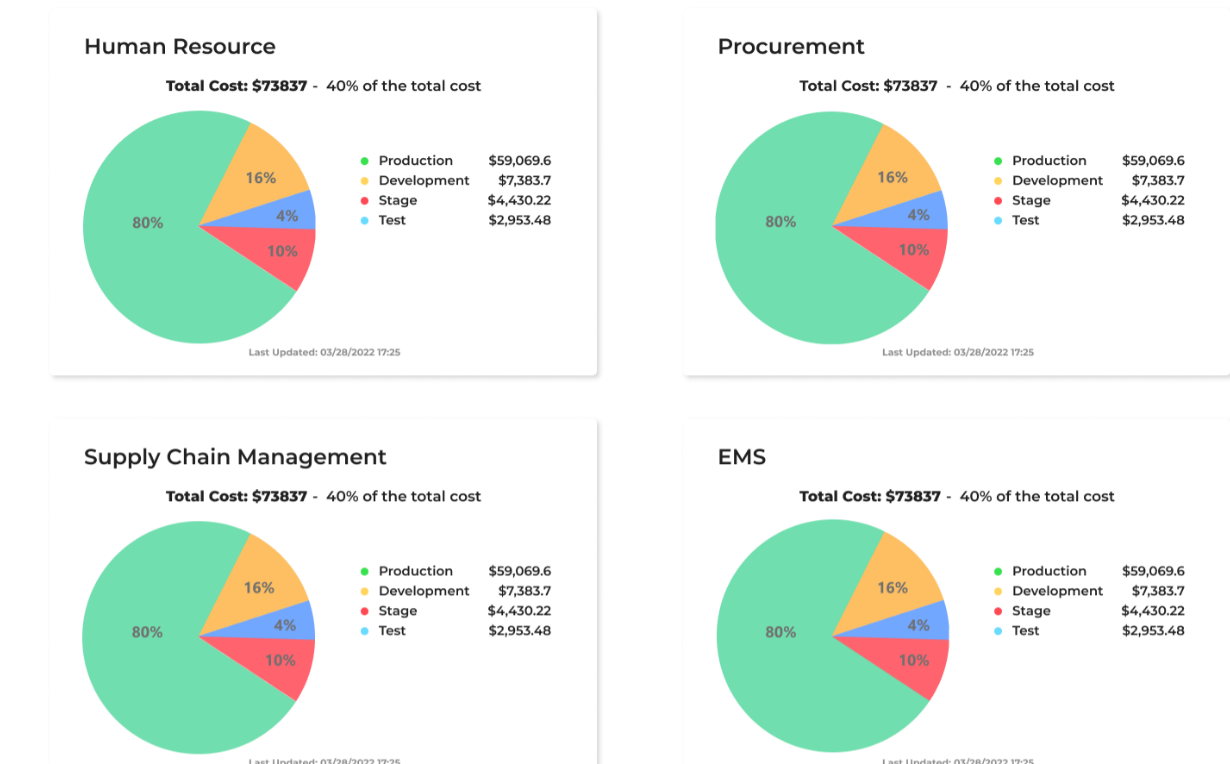 Human Resource
Total Cost: $73837 - 40% of the total cost
16%
80%
4%
10%
Production $59,069.6
Development $7,383.7
Stage $4,430.22
Test $2,953.48
Last Updated: 03/28/2022 17:25
Procurement
Total Cost: $73837 - 40% of the total cost
16%
80%
4%
10%
Production $59,069.6
Development $7,383.7
Stage $4,430.22
Test $2,953.48
Last Updated: 03/28/2022 17:25
Supply Chain Management
Total Cost: $73837 - 40% of the total cost
16%
80%
4%
10%
Production $59,069.6
Development $7,383.7
Stage $4,430.22
Test $2,953.48
Last Updated: 03/28/2022 17:25
EMS
Total Cost: $73837 - 40% of the total cost
16%
80%
4%
10%
Production $59,069.6
Development $7,383.7
Stage $4,430.22
Test $2,953.48
Last Updated: 03/28/2022 17:25